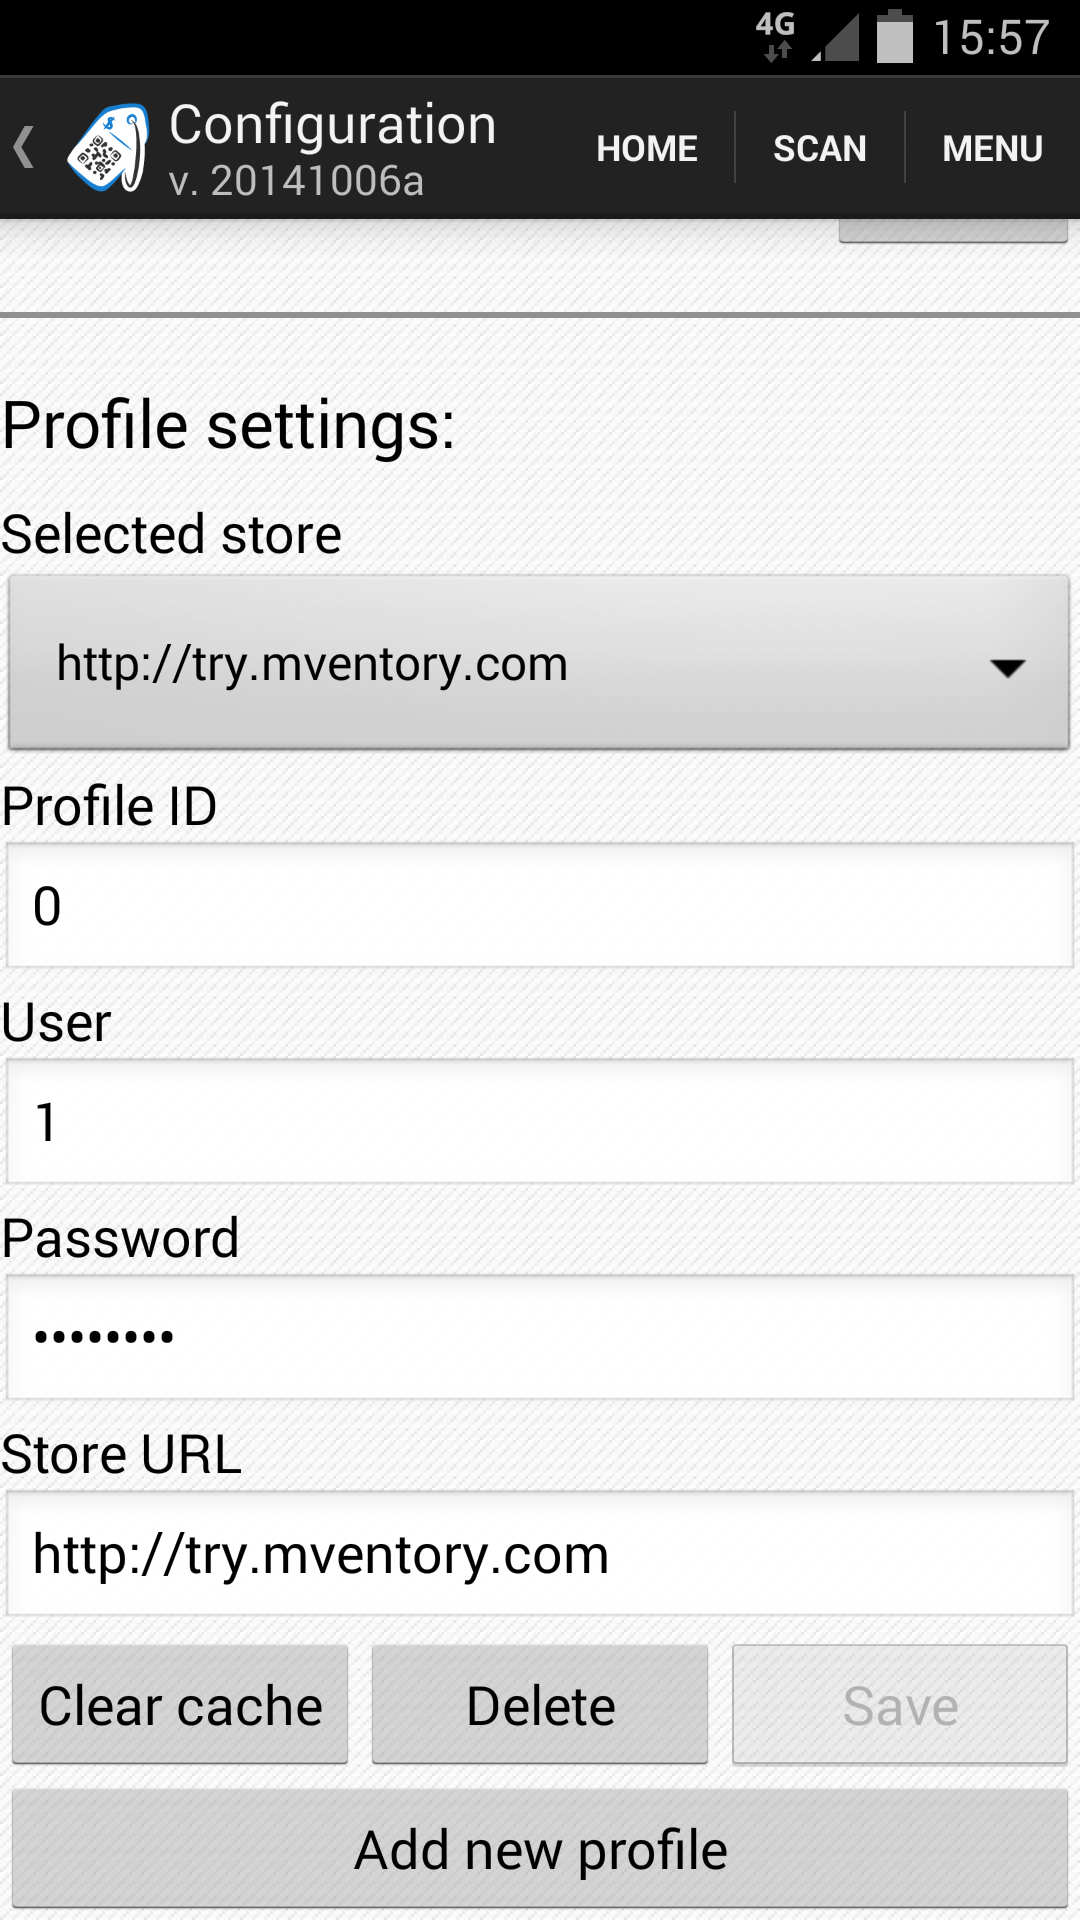 4G 15:57
Configuration
v. 20141006a
HOME SCAN MENU
Profile settings:
Selected store
http://try.mventory.com
Profile ID
0
User
1
Password
••••••••
Store URL
http://try.mventory.com
Clear cache Delete Save
Add new profile